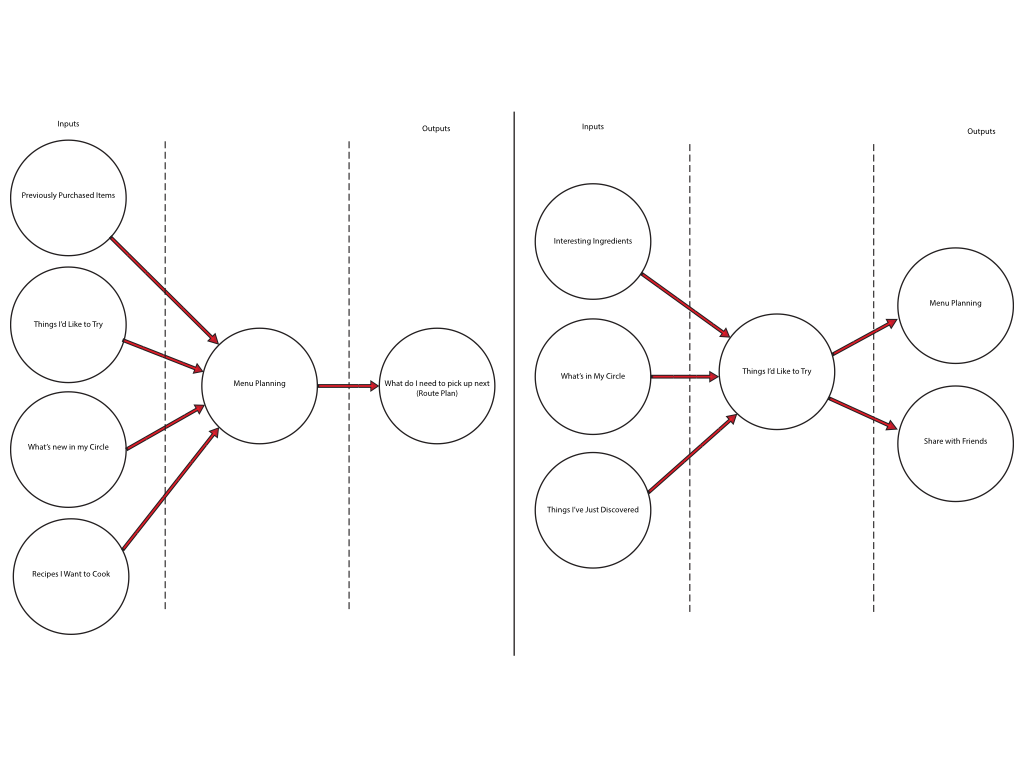 Inputs
Outputs
Previously Purchased Items
Things I'd Like to Try
What's new in my Circle
Recipes I Want to Cook
Menu Planning
What do I need to pick up next
(Route Plan)
Inputs
Outputs
Interesting Ingredients
What's in My Circle
Things I've Just Discovered
Things I'd Like to Try
Menu Planning
Share with Friends